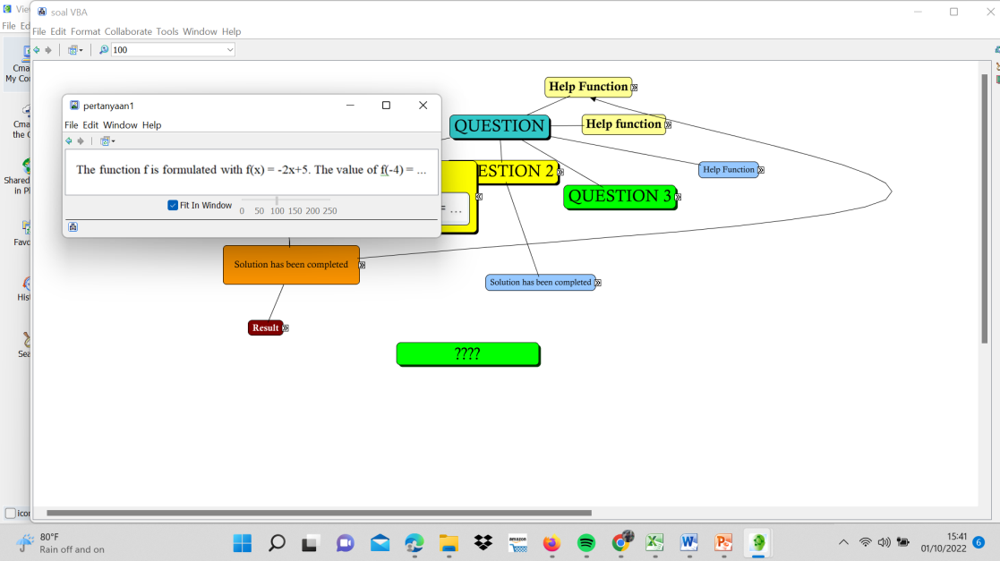 Vie
soal VBA
File Ed
File Edit Format Collaborate Tools Window Help
100
Cma
My Co
Cma
the C
Shared
in Pl
Favo
Hist
Sea
icon
pertanyaan1
File Edit Window Help
The function f is formulated with f(x) = -2x+5. The value of f(-4) = ...
Fit In Window
0 50 100 150 200 250
Help Function
QUESTION
Help function
Help Function
ESTION 2
QUESTION 3
= ...
Solution has been completed
Solution has been completed
Result
????
80°F
Rain off and on
amazon
15:41
01/10/2022
6